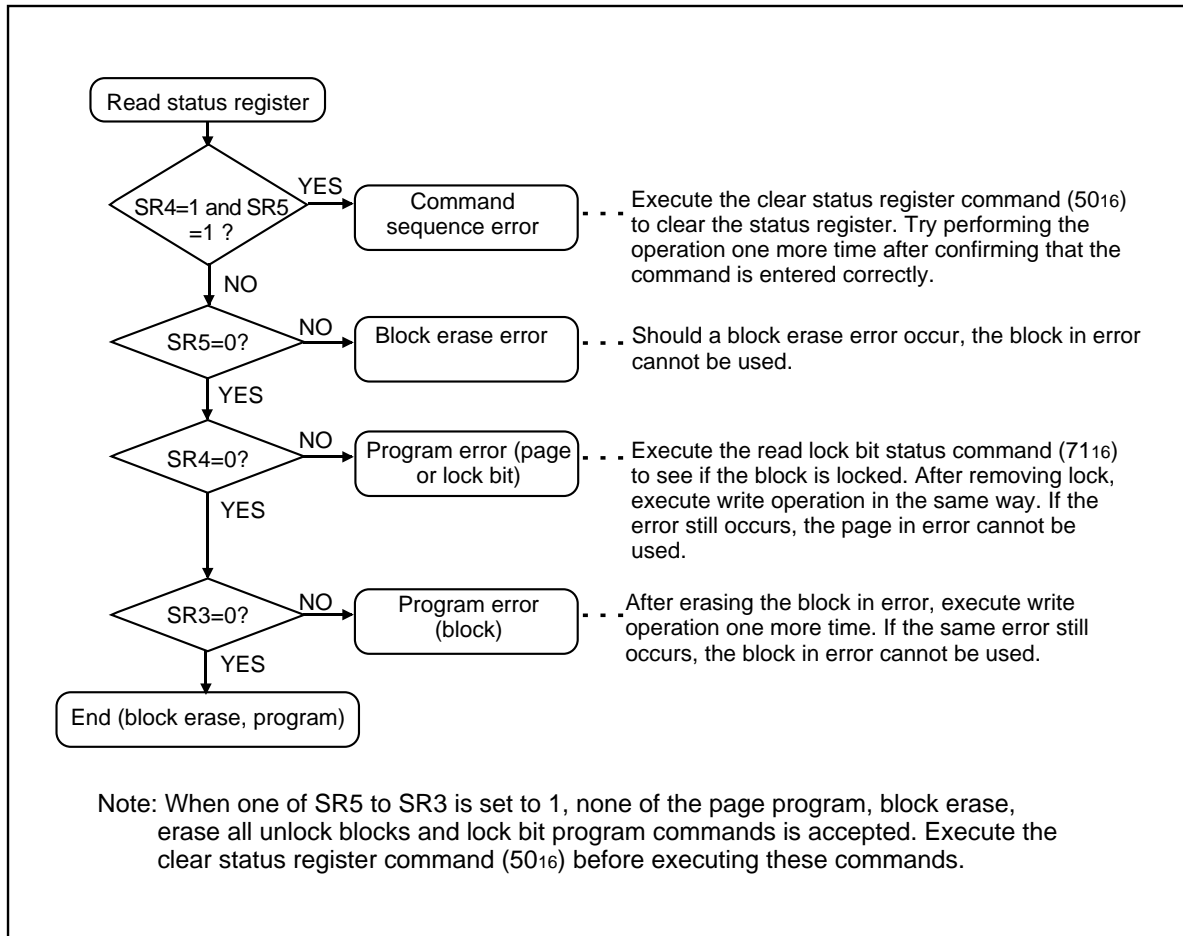 Read status register
SR4=1 and SR5
=1 ?
YES
Command
sequence error
Execute the clear status register command (5016)
to clear the status register. Try performing the
operation one more time after confirming that the
command is entered correctly.
NO
SR5=0?
NO
Block erase error
Should a block erase error occur, the block in error
cannot be used.
YES
SR4=0?
NO
Program error (page
or lock bit)
Execute the read lock bit status command (7116)
to see if the block is locked. After removing lock,
execute write operation in the same way. If the
error still occurs, the page in error cannot be
used.
YES
SR3=0?
NO
Program error
(block)
After erasing the block in error, execute write
operation one more time. If the same error still
occurs, the block in error cannot be used.
YES
End (block erase, program)
Note: When one of SR5 to SR3 is set to 1, none of the page program, block erase,
erase all unlock blocks and lock bit program commands is accepted. Execute the
clear status register command (5016) before executing these commands.